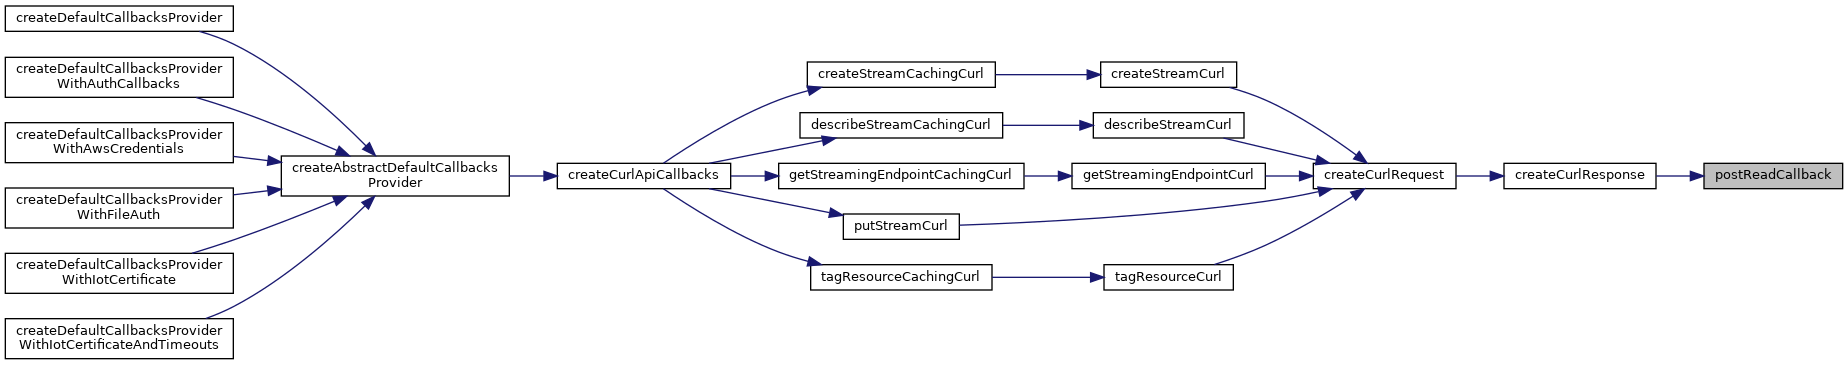 createDefaultCallbacksProvider
createDefaultCallbacksProvider
WithAuthCallbacks
createDefaultCallbacksProvider
WithAwsCredentials
createDefaultCallbacksProvider
WithFileAuth
createDefaultCallbacksProvider
WithIotCertificate
createDefaultCallbacksProvider
WithIotCertificateAndTimeouts
createAbstractDefaultCallbacks
Provider
createCurlApiCallbacks
createStreamCachingCurl
describeStreamCachingCurl
getStreamingEndpointCachingCurl
putStreamCurl
tagResourceCachingCurl
createStreamCurl
describeStreamCurl
getStreamingEndpointCurl
tagResourceCurl
createCurlRequest
createCurlResponse
postReadCallback